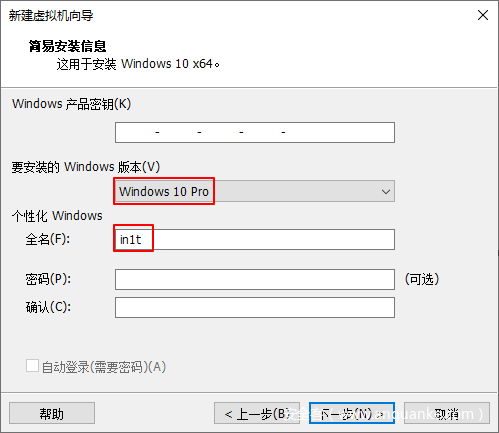 新建虚拟机向导
简易安装信息
这用于安装 Windows 10 x64。
Windows 产品密钥(K)
- - - -
要安装的 Windows 版本(V)
Windows 10 Pro
个性化 Windows
全名(F): in1t
密码(P): (可选)
确认(C):
自动登录(需要密码)(A)
帮助 < 上一步(B) 下一步(N) > 取消